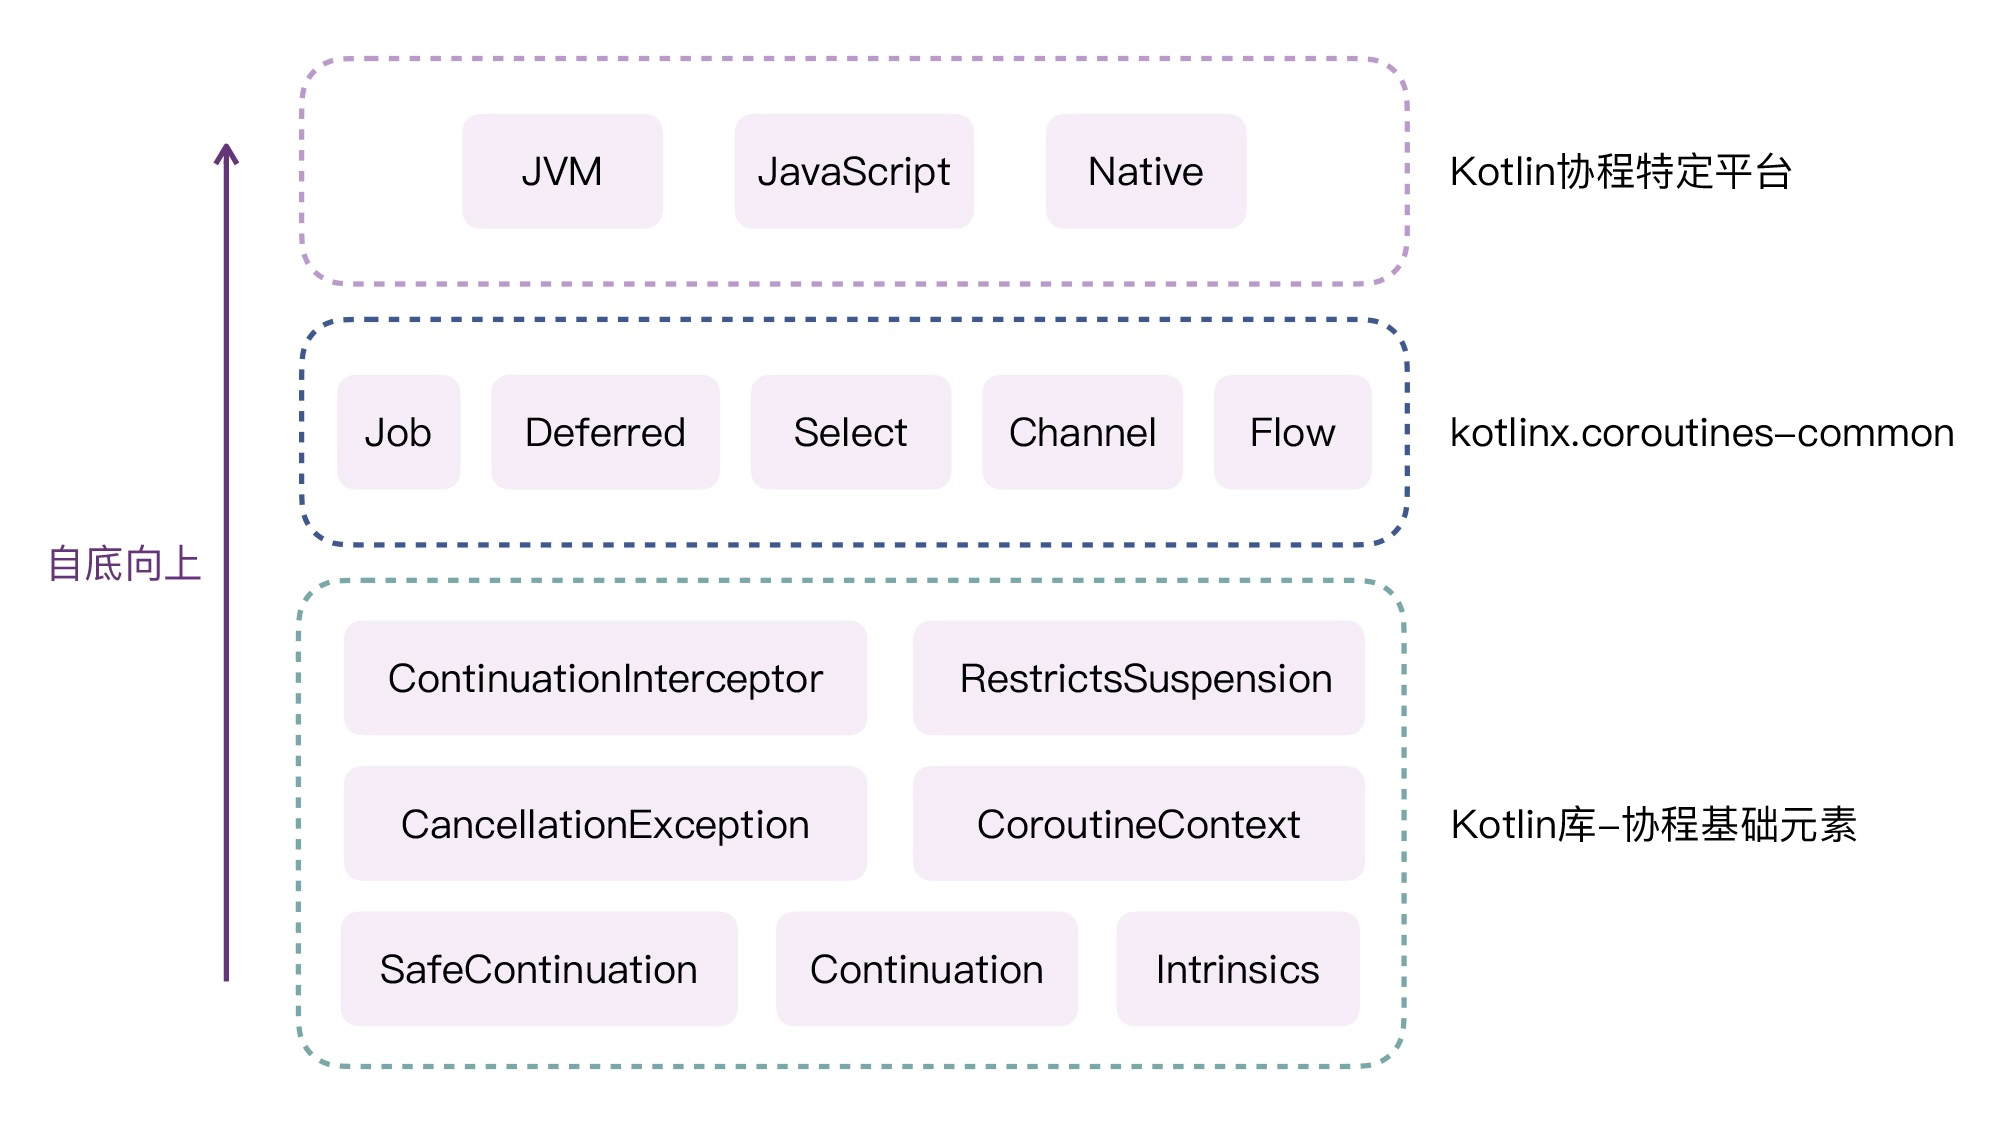 JVM
JavaScript
Native
Kotlin协程特定平台
Job
Deferred
Select
Channel
Flow
kotlinx.coroutines-common
自底向上
ContinuationInterceptor
RestrictsSuspension
CancellationException
CoroutineContext
Kotlin库-协程基础元素
SafeContinuation
Continuation
Intrinsics